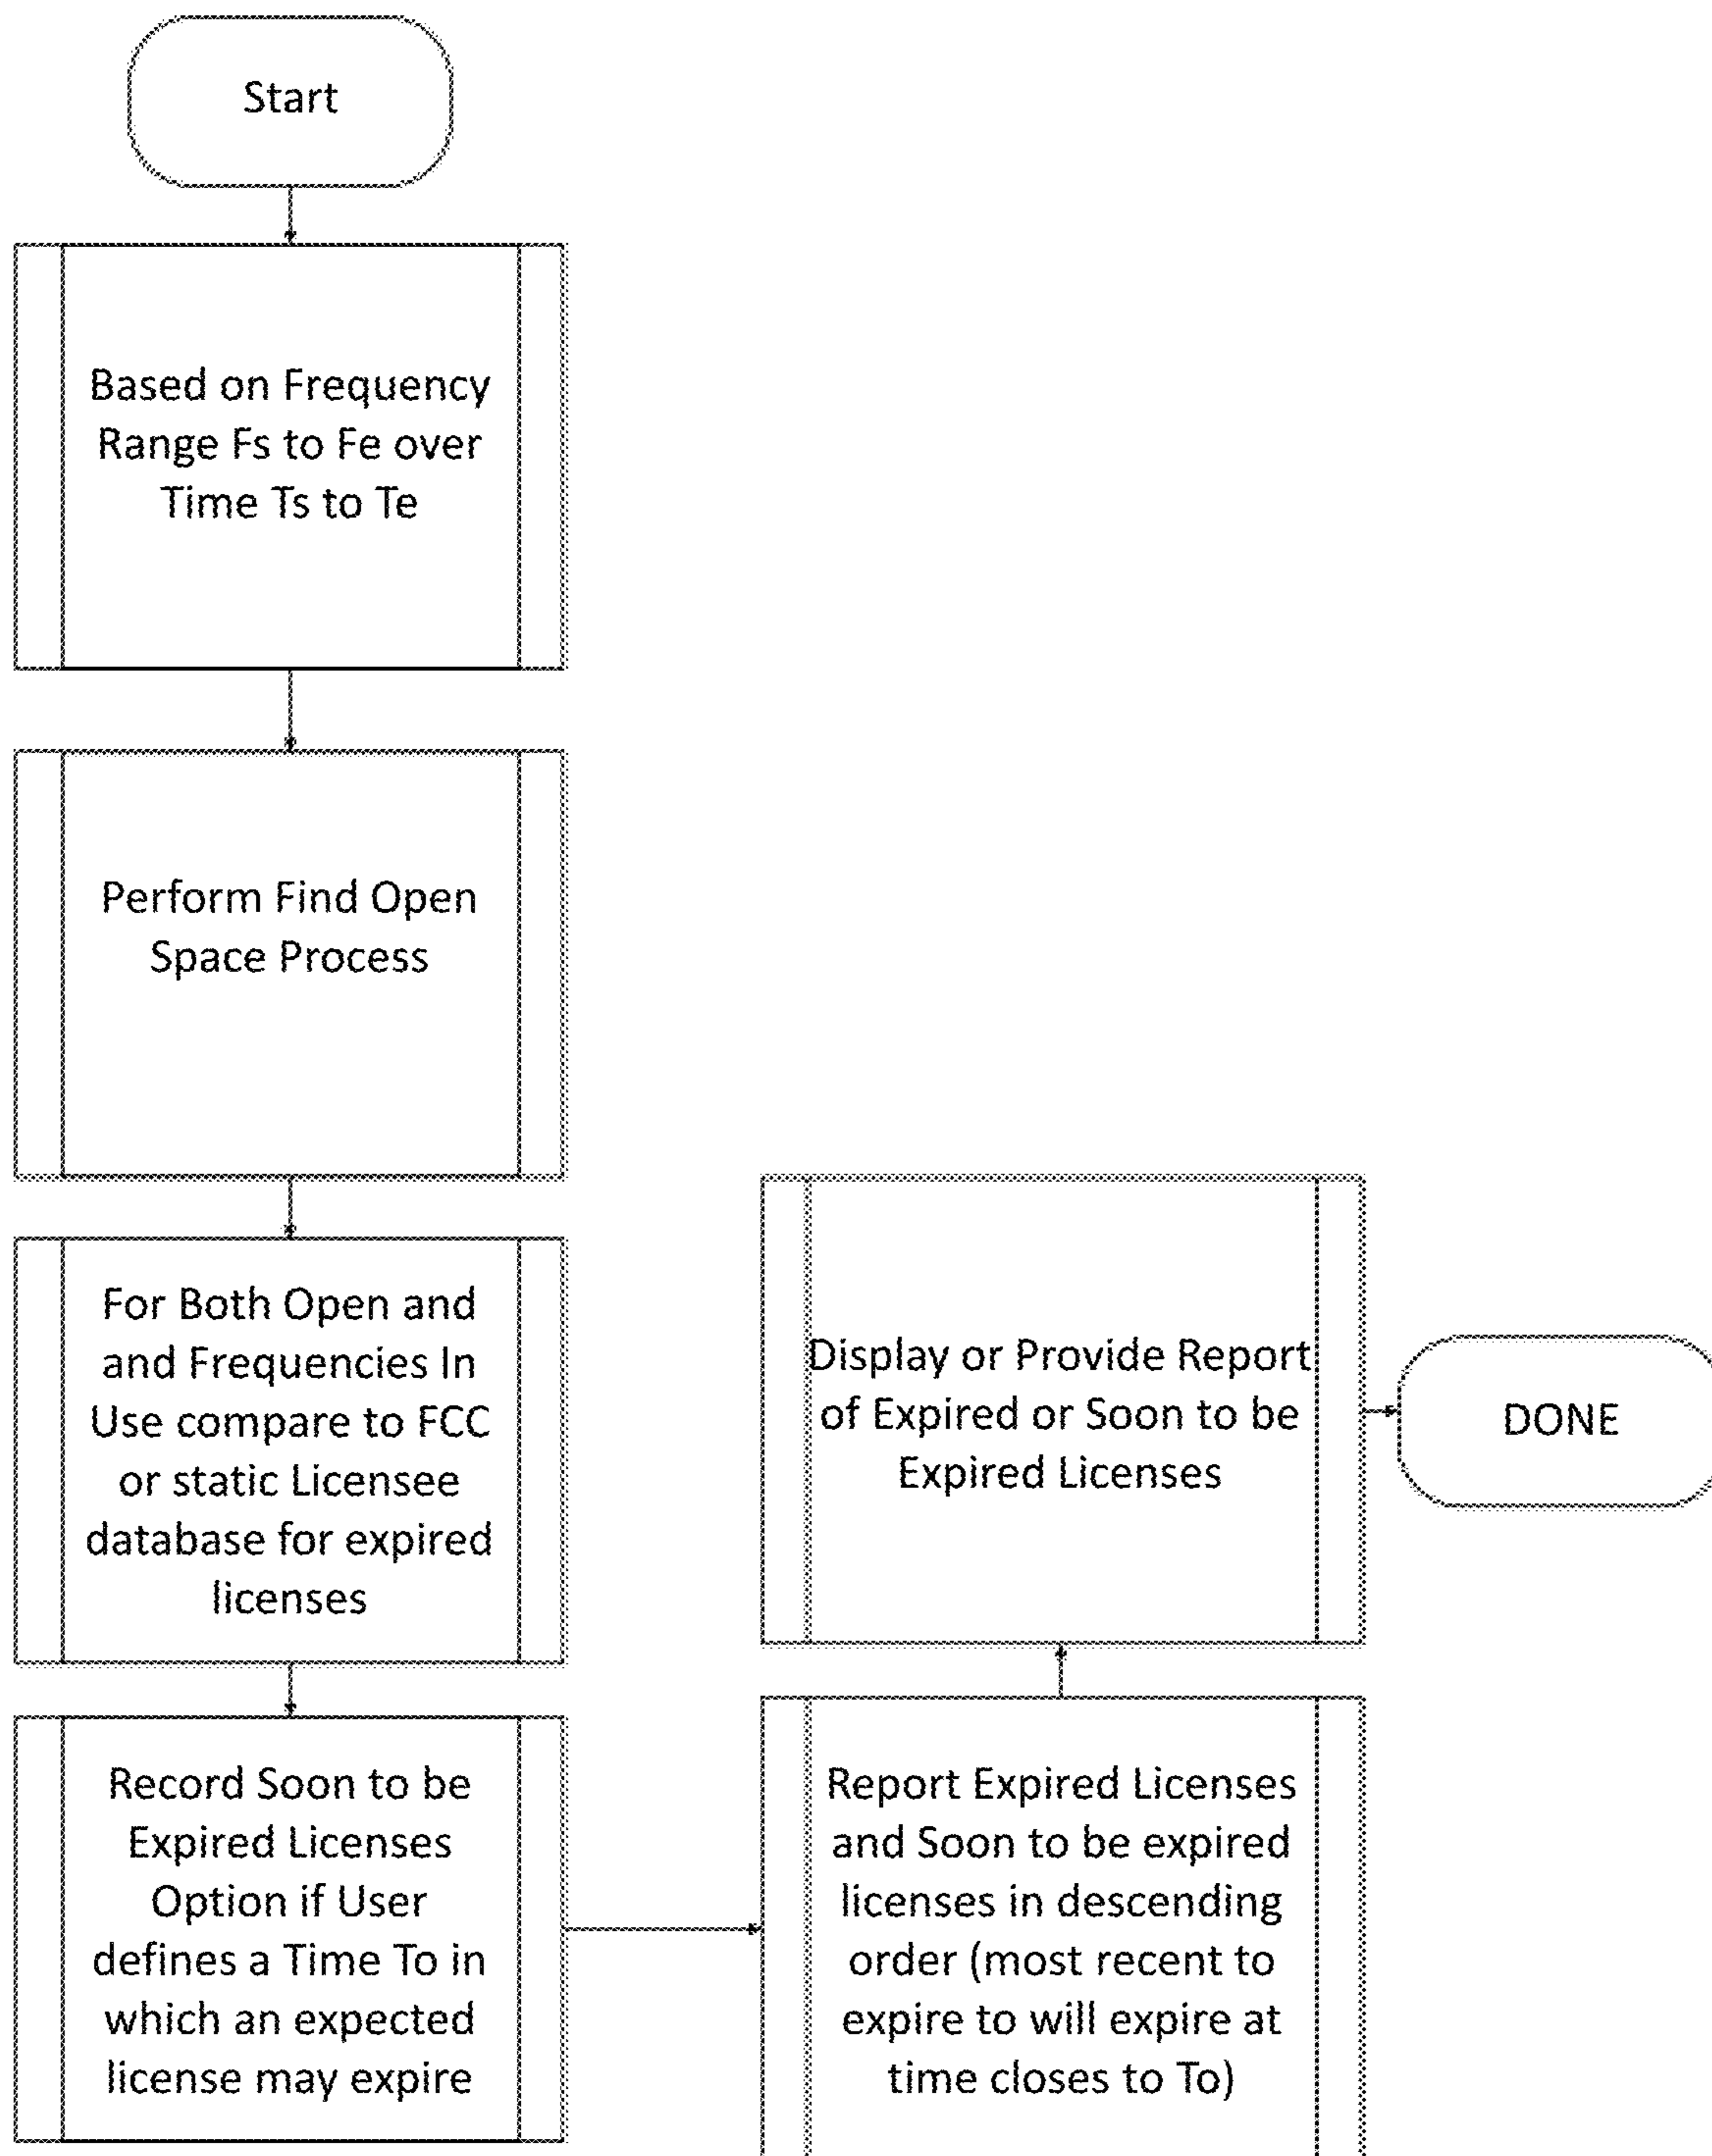 Start
Based on Frequency
Range Fs to Fe over
Time Ts to Te
Perform Find Open
Space Process
For Both Open and
and Frequencies In
Use compare to FCC
or static Licensee
database for expired
licenses
Record Soon to be
Expired Licenses
Option if User
defines a Time To in
which an expected
license may expire
Report Expired Licenses
and Soon to be expired
licenses in descending
order (most recent to
expire to will expire at
time closes to To)
Display or Provide Report
of Expired or Soon to be
Expired Licenses
DONE